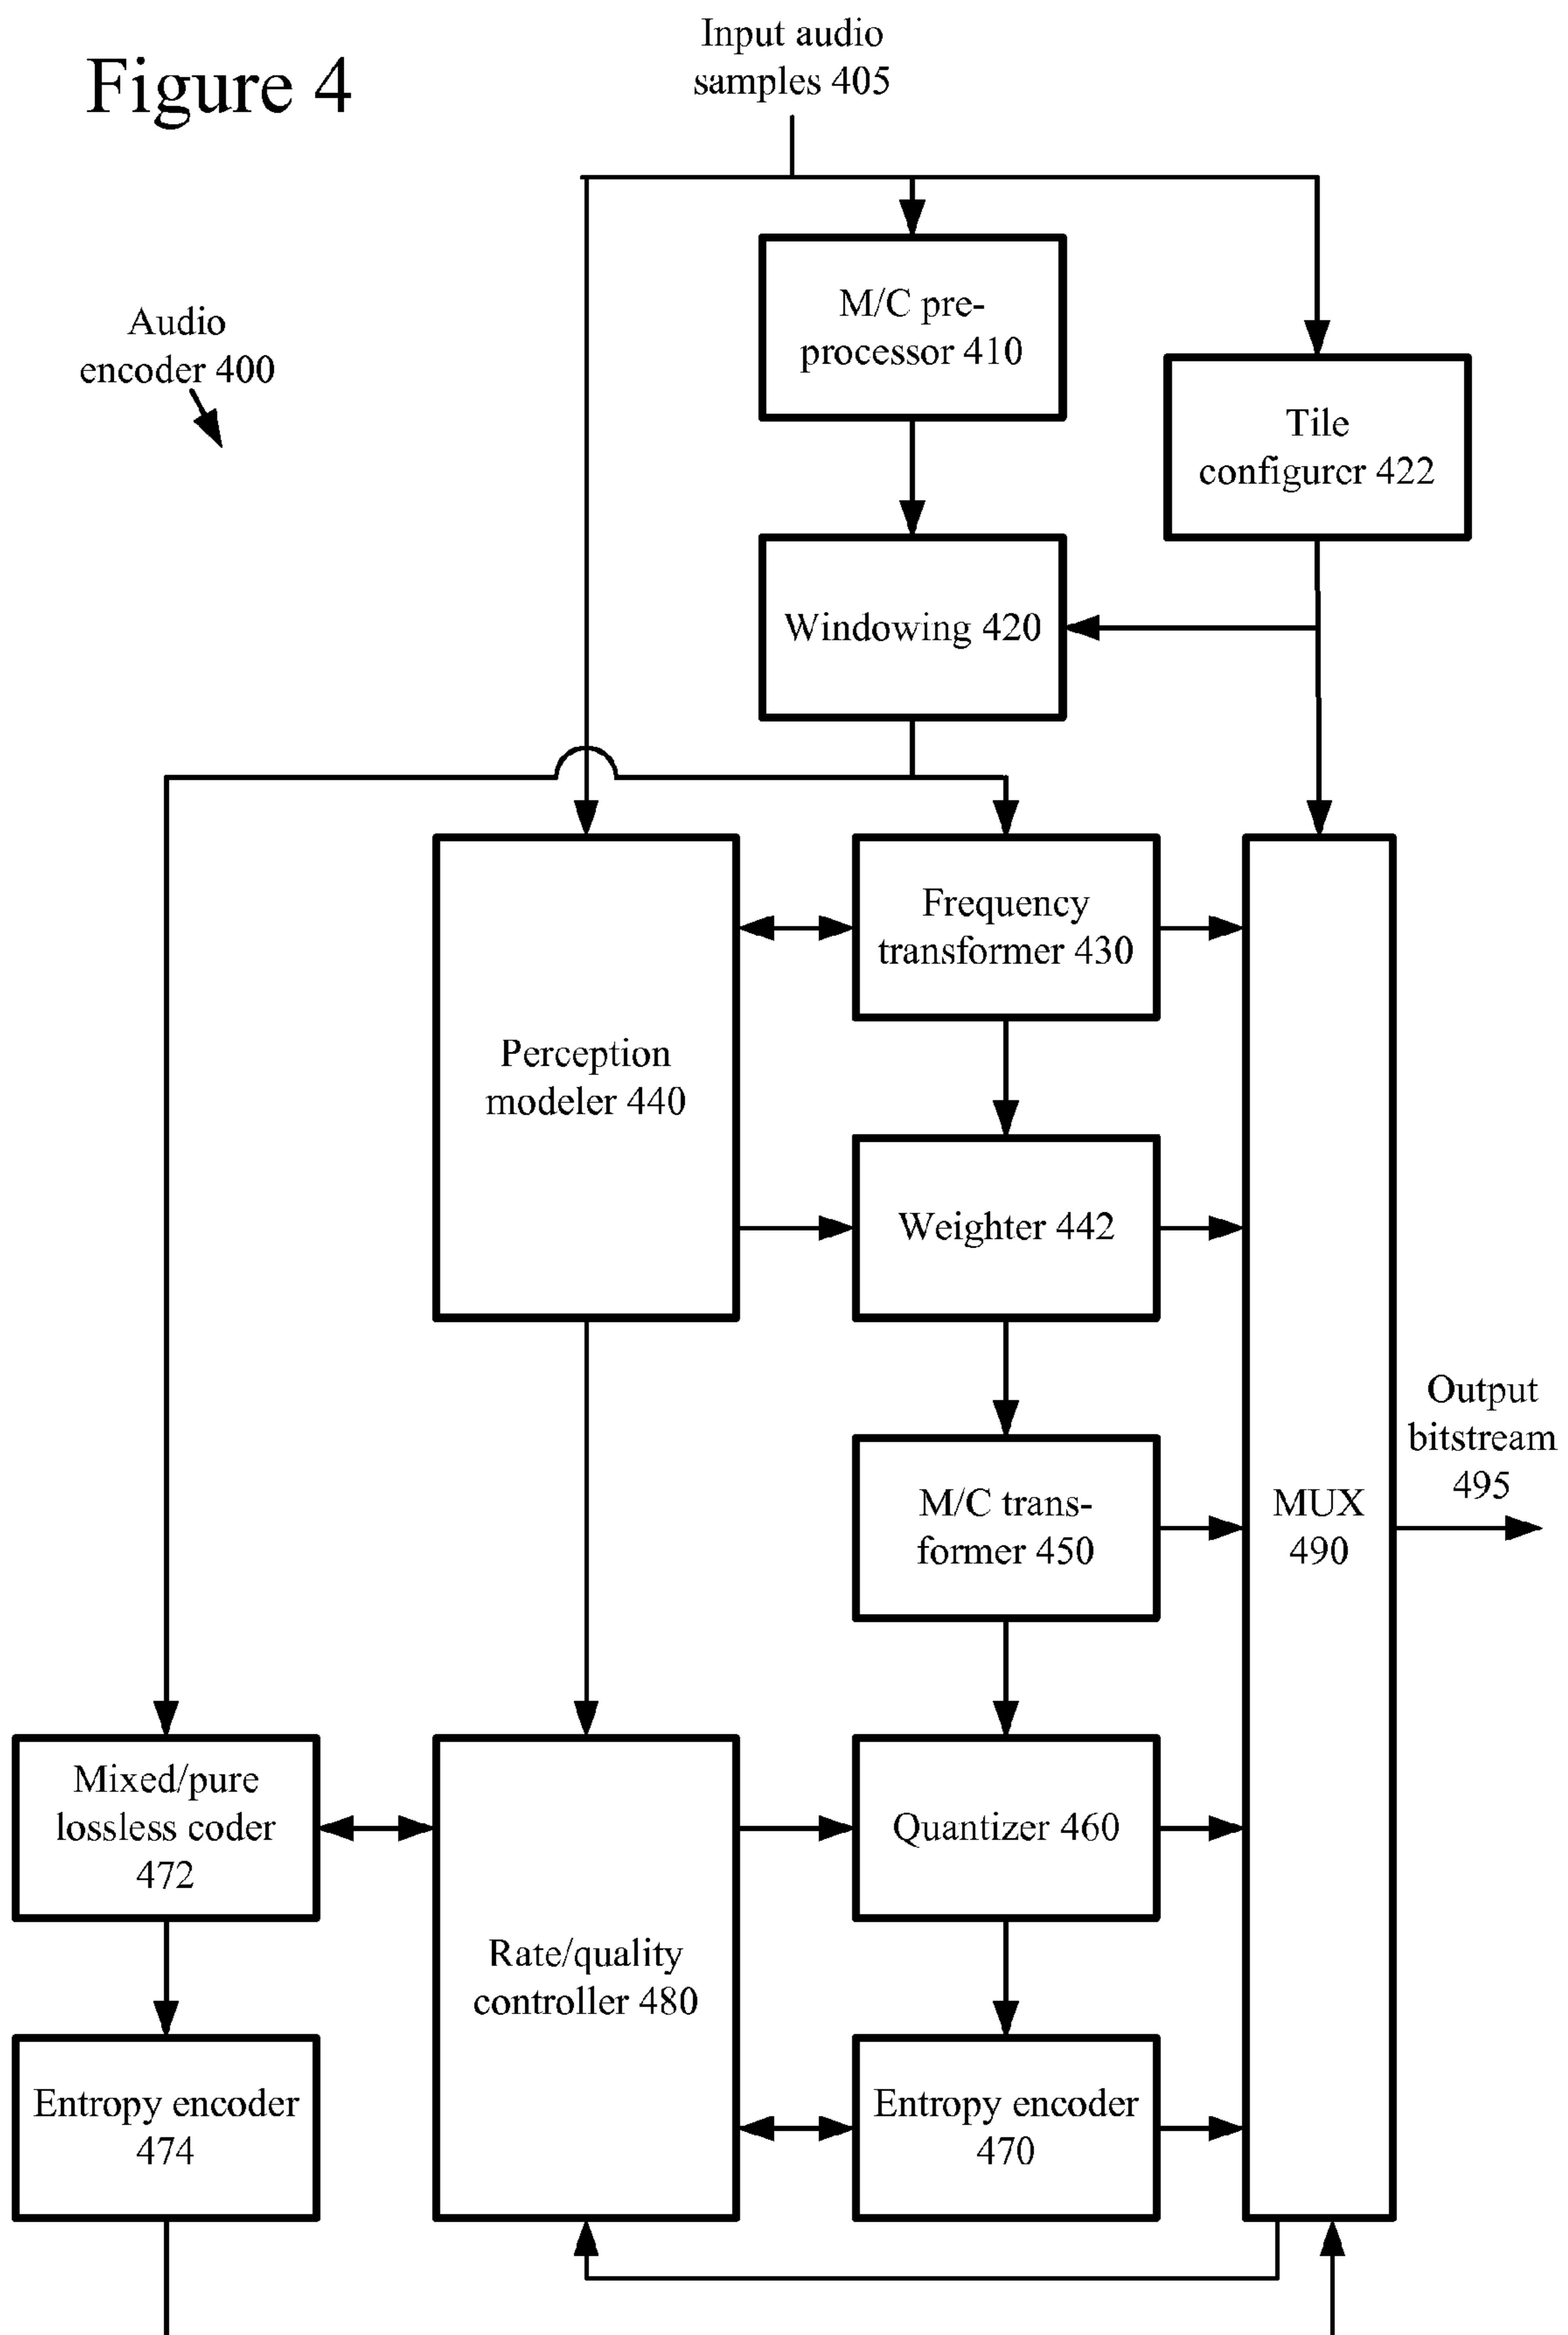 Figure 4
Input audio
samples 405
Audio
encoder 400
M/C pre-
processor 410
Tile
configurer 422
Windowing 420
Perception
modeler 440
Frequency
transformer 430
Weighter 442
M/C trans-
former 450
MUX
490
Output
bitstream
495
Mixed/pure
lossless coder
472
Rate/quality
controller 480
Quantizer 460
Entropy encoder
474
Entropy encoder
470